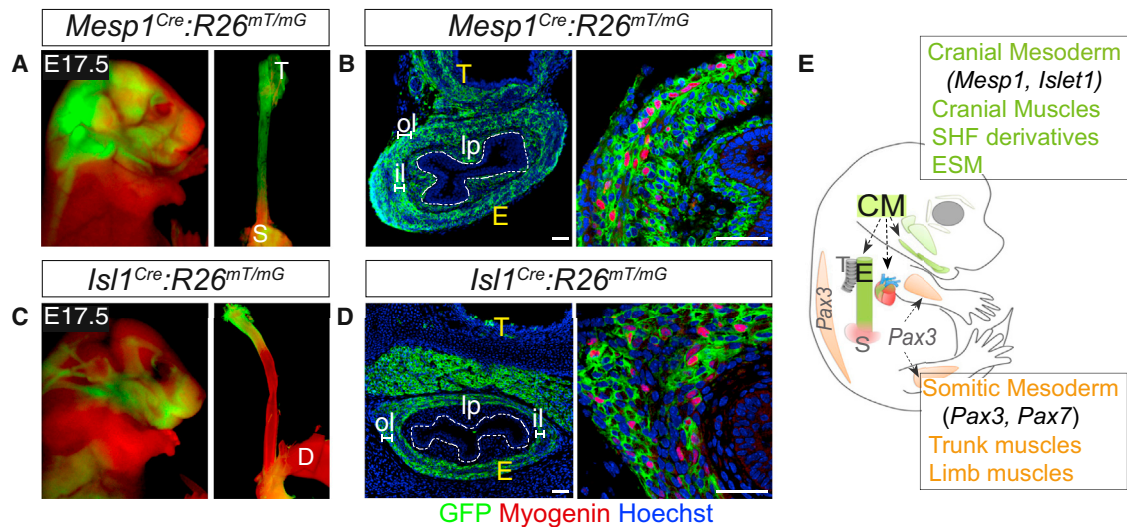 Mesp1Cre:R26mT/mG
Mesp1Cre:R26mT/mG
A
E17.5
T
S
B
T
ol
lp
il
E
E
Cranial Mesoderm
(Mesp1, Islet1)
Cranial Muscles
SHF derivatives
ESM
CM
T
E
Pax3
S
Pax3
Isl1Cre:R26mT/mG
Isl1Cre:R26mT/mG
C
E17.5
D
D
T
lp
ol
il
E
Somitic Mesoderm
(Pax3, Pax7)
Trunk muscles
Limb muscles
GFP Myogenin Hoechst